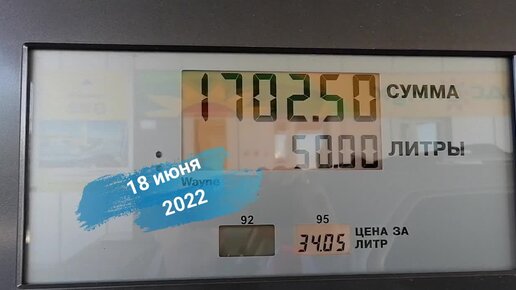 1702.50 СУММА
50.00 ЛИТРЫ
18 июня
2022
Wayne
92 95
34.05 ЦЕНА ЗА
ЛИТР